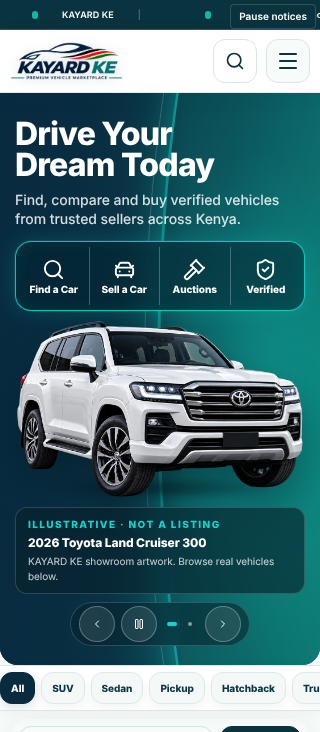 KAYARD KE
Pause notices
KAYARD KE
PREMIUM VEHICLE MARKETPLACE
Drive Your
Dream Today
Find, compare and buy verified vehicles
from trusted sellers across Kenya.
Find a Car
Sell a Car
Auctions
Verified
ILLUSTRATIVE · NOT A LISTING
2026 Toyota Land Cruiser 300
KAYARD KE showroom artwork. Browse real vehicles
below.
All
SUV
Sedan
Pickup
Hatchback
Tru